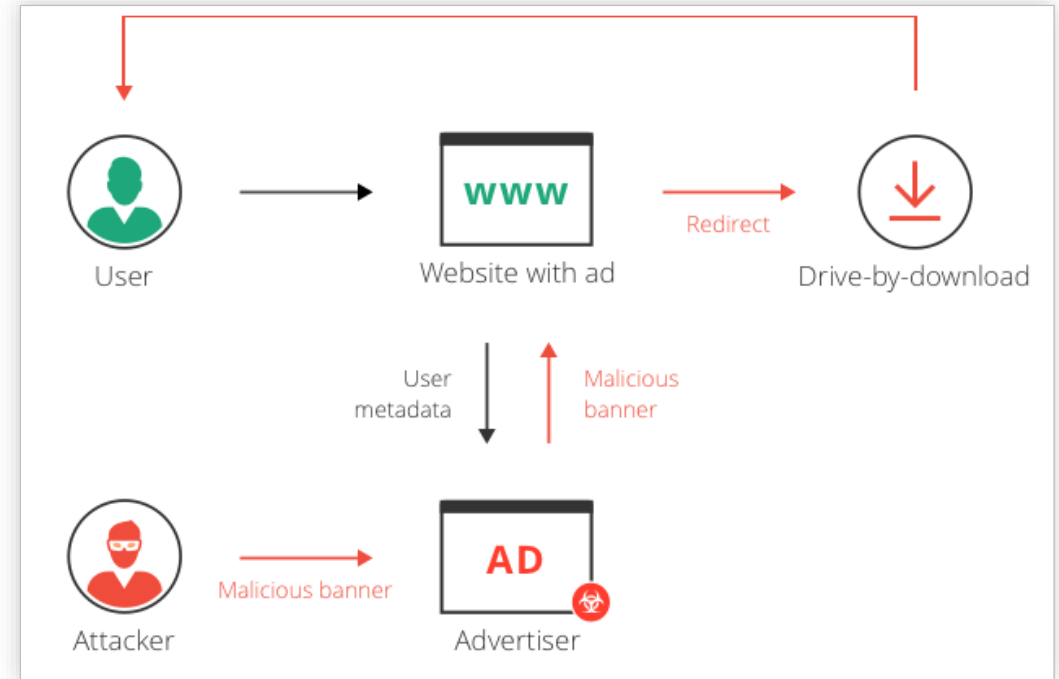 WWW
Redirect
User
Website with ad
Drive-by-download
User
metadata
Malicious
banner
AD
Malicious banner
Attacker
Advertiser